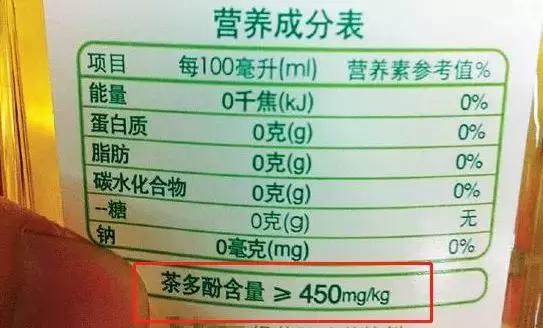 营养成分表
项目 每100毫升(ml) 营养素参考值%
能量 0千焦(kJ) 0%
蛋白质 0克(g) 0%
脂肪 0克(g) 0%
碳水化合物 0克(g) 0%
--糖 0克(g) 无
钠 0毫克(mg) 0%
茶多酚含量 ≥ 450mg/kg